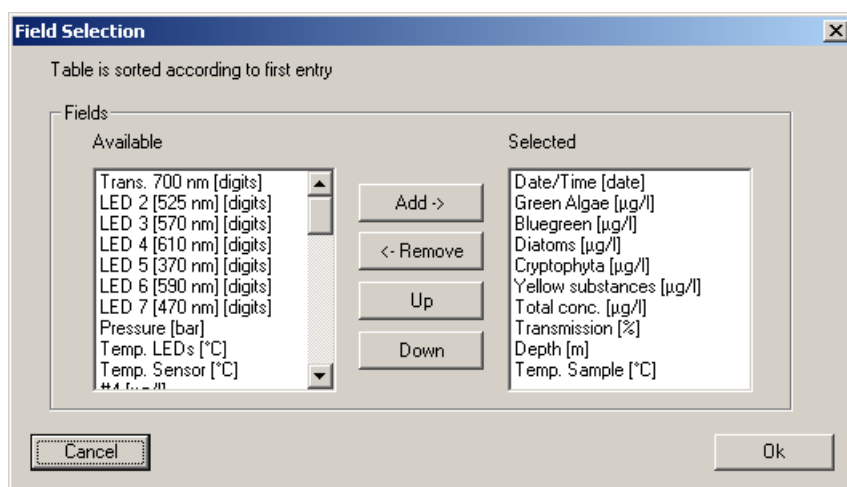 Field Selection
Table is sorted according to first entry
Fields
Available
Trans. 700 nm [digits]
LED 2 [525 nm] [digits]
LED 3 [570 nm] [digits]
LED 4 [610 nm] [digits]
LED 5 [370 nm] [digits]
LED 6 [590 nm] [digits]
LED 7 [470 nm] [digits]
Pressure [bar]
Temp. LEDs [°C]
Temp. Sensor [°C]
#4 [µg/l]
Add ->
<- Remove
Up
Down
Selected
Date/Time [date]
Green Algae [µg/l]
Bluegreen [µg/l]
Diatoms [µg/l]
Cryptophyta [µg/l]
Yellow substances [µg/l]
Total conc. [µg/l]
Transmission [%]
Depth [m]
Temp. Sample [°C]
Cancel
Ok